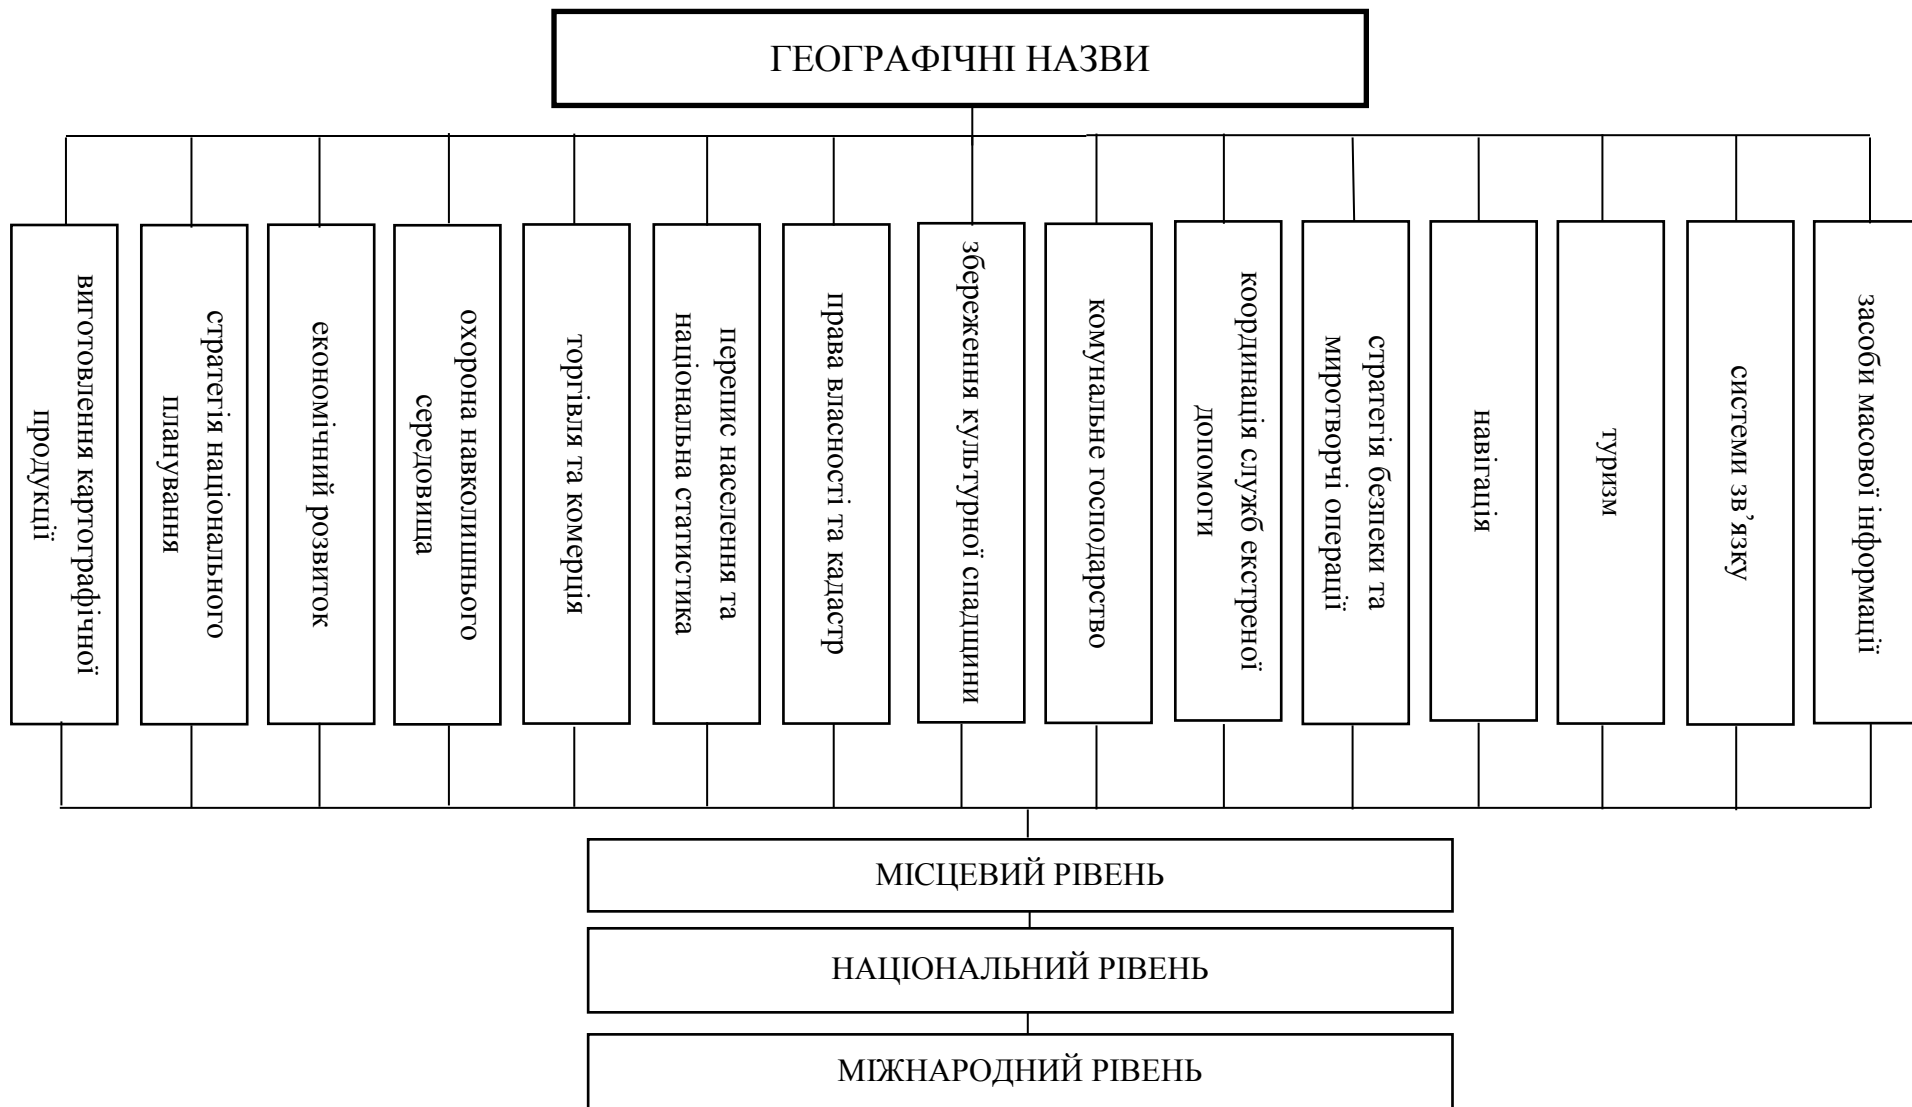 ГЕОГРАФІЧНІ НАЗВИ
виготовлення картографічної
продукції
стратегія національного
планування
економічний розвиток
охорона навколишнього
середовища
торгівля та комерція
перепис населення та
національна статистика
права власності та кадастр
збереження культурної спадщини
комунальне господарство
координація служб екстреної
допомоги
стратегія безпеки та
миротворчі операції
навігація
туризм
системи зв’язку
засоби масової інформації
МІСЦЕВИЙ РІВЕНЬ
НАЦІОНАЛЬНИЙ РІВЕНЬ
МІЖНАРОДНИЙ РІВЕНЬ